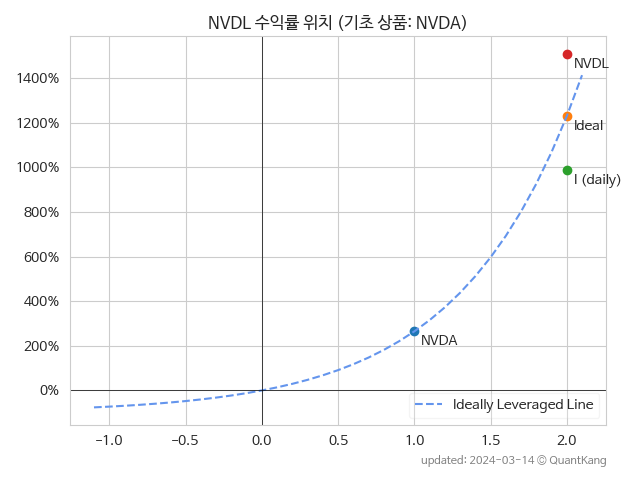 NVDL 수익률 위치 (기초 상품: NVDA)
1400%
1200%
1000%
800%
600%
400%
200%
0%
NVDL
Ideal
I (daily)
NVDA
Ideally Leveraged Line
−1.0
−0.5
0.0
0.5
1.0
1.5
2.0
updated: 2024-03-14 © QuantKang